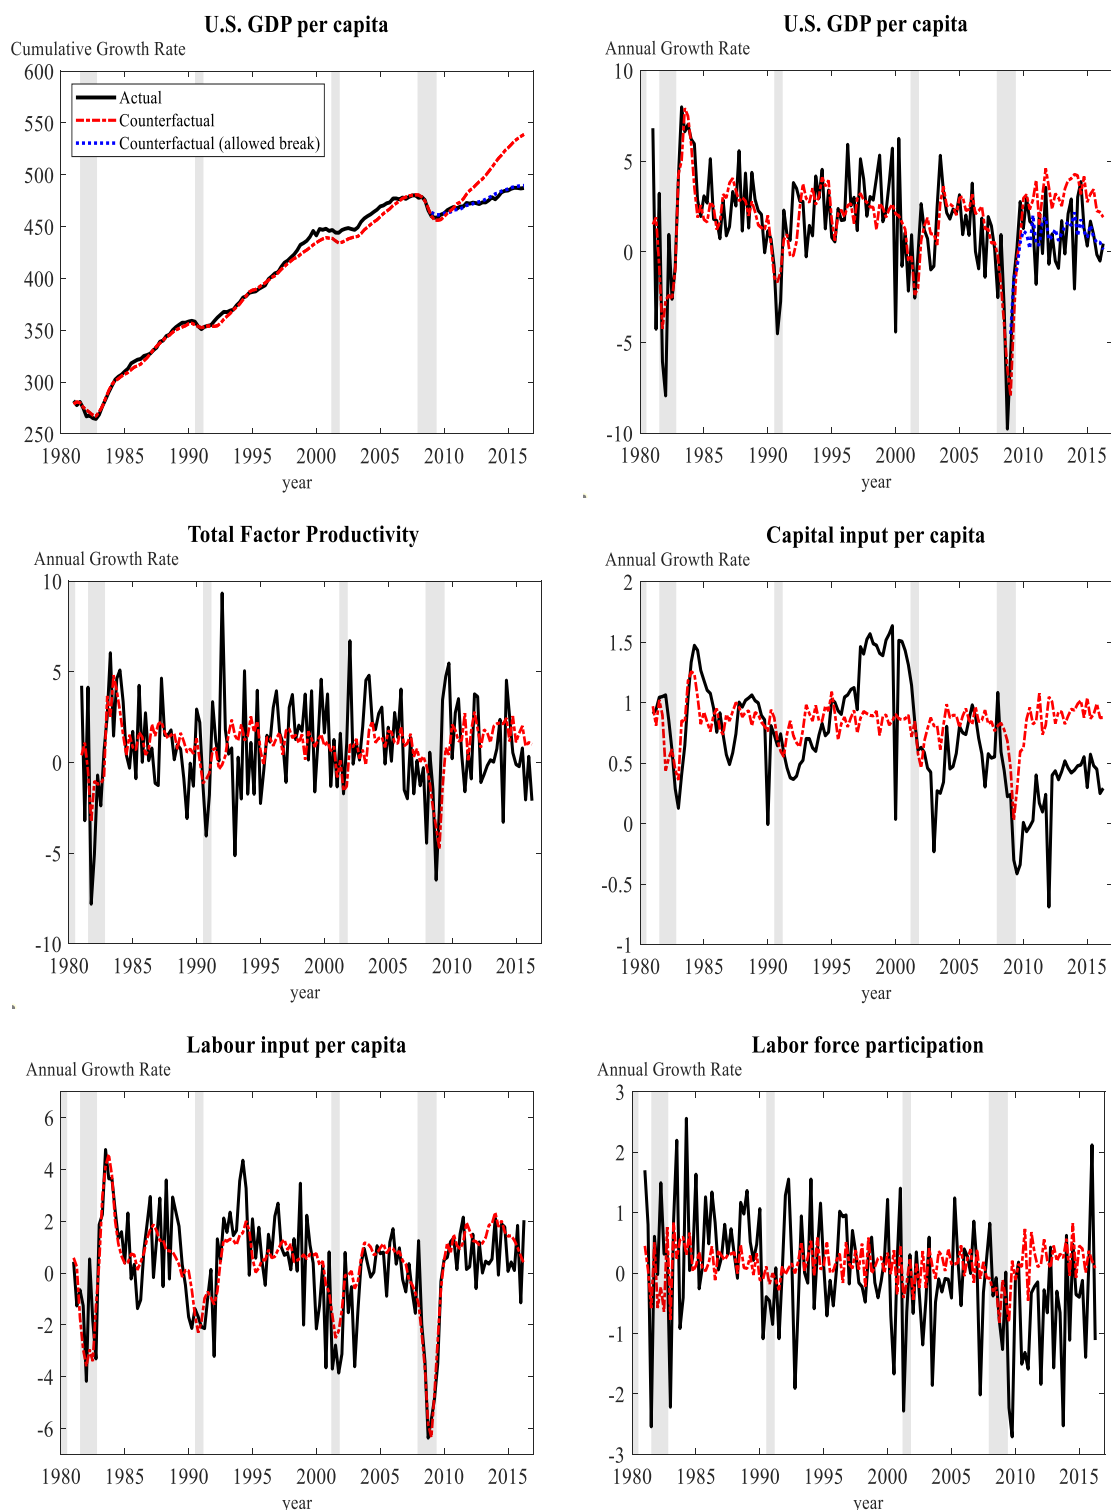 U.S. GDP per capita
Cumulative Growth Rate
600
550
500
450
400
350
300
250
Actual
Counterfactual
Counterfactual (allowed break)
1980 1985 1990 1995 2000 2005 2010 2015
year
U.S. GDP per capita
Annual Growth Rate
10
5
0
-5
-10
1980 1985 1990 1995 2000 2005 2010 2015
year
Total Factor Productivity
Annual Growth Rate
10
5
0
-5
-10
1980 1985 1990 1995 2000 2005 2010 2015
year
Capital input per capita
Annual Growth Rate
2
1.5
1
0.5
0
-0.5
-1
1980 1985 1990 1995 2000 2005 2010 2015
year
Labour input per capita
Annual Growth Rate
6
4
2
0
-2
-4
-6
1980 1985 1990 1995 2000 2005 2010 2015
year
Labor force participation
Annual Growth Rate
3
2
1
0
-1
-2
-3
1980 1985 1990 1995 2000 2005 2010 2015
year